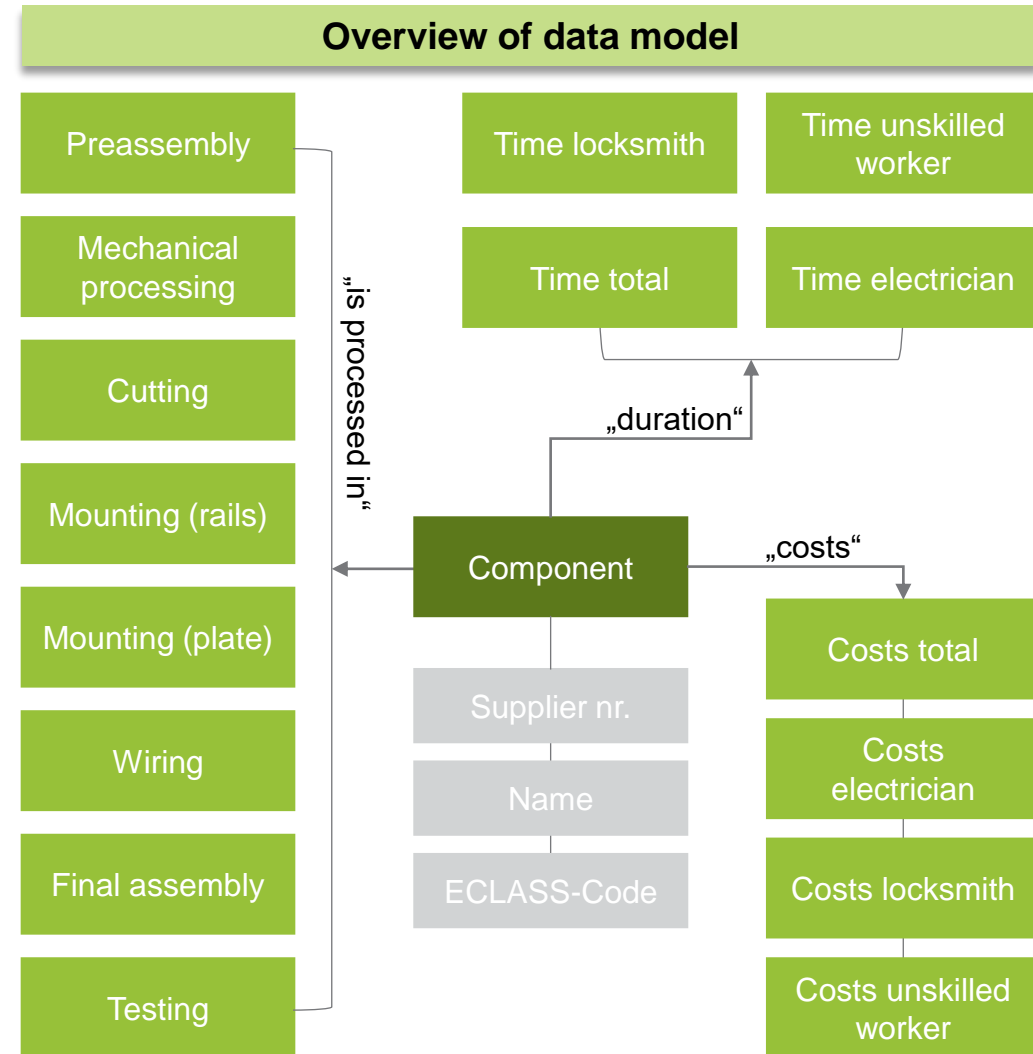 Overview of data model
Preassembly
Mechanical
processing
Cutting
Mounting (rails)
Mounting (plate)
Wiring
Final assembly
Testing
„is processed in“
Time locksmith
Time unskilled
worker
Time total
Time electrician
„duration“
Component
„costs“
Supplier nr.
Name
ECLASS-Code
Costs total
Costs
electrician
Costs locksmith
Costs unskilled
worker